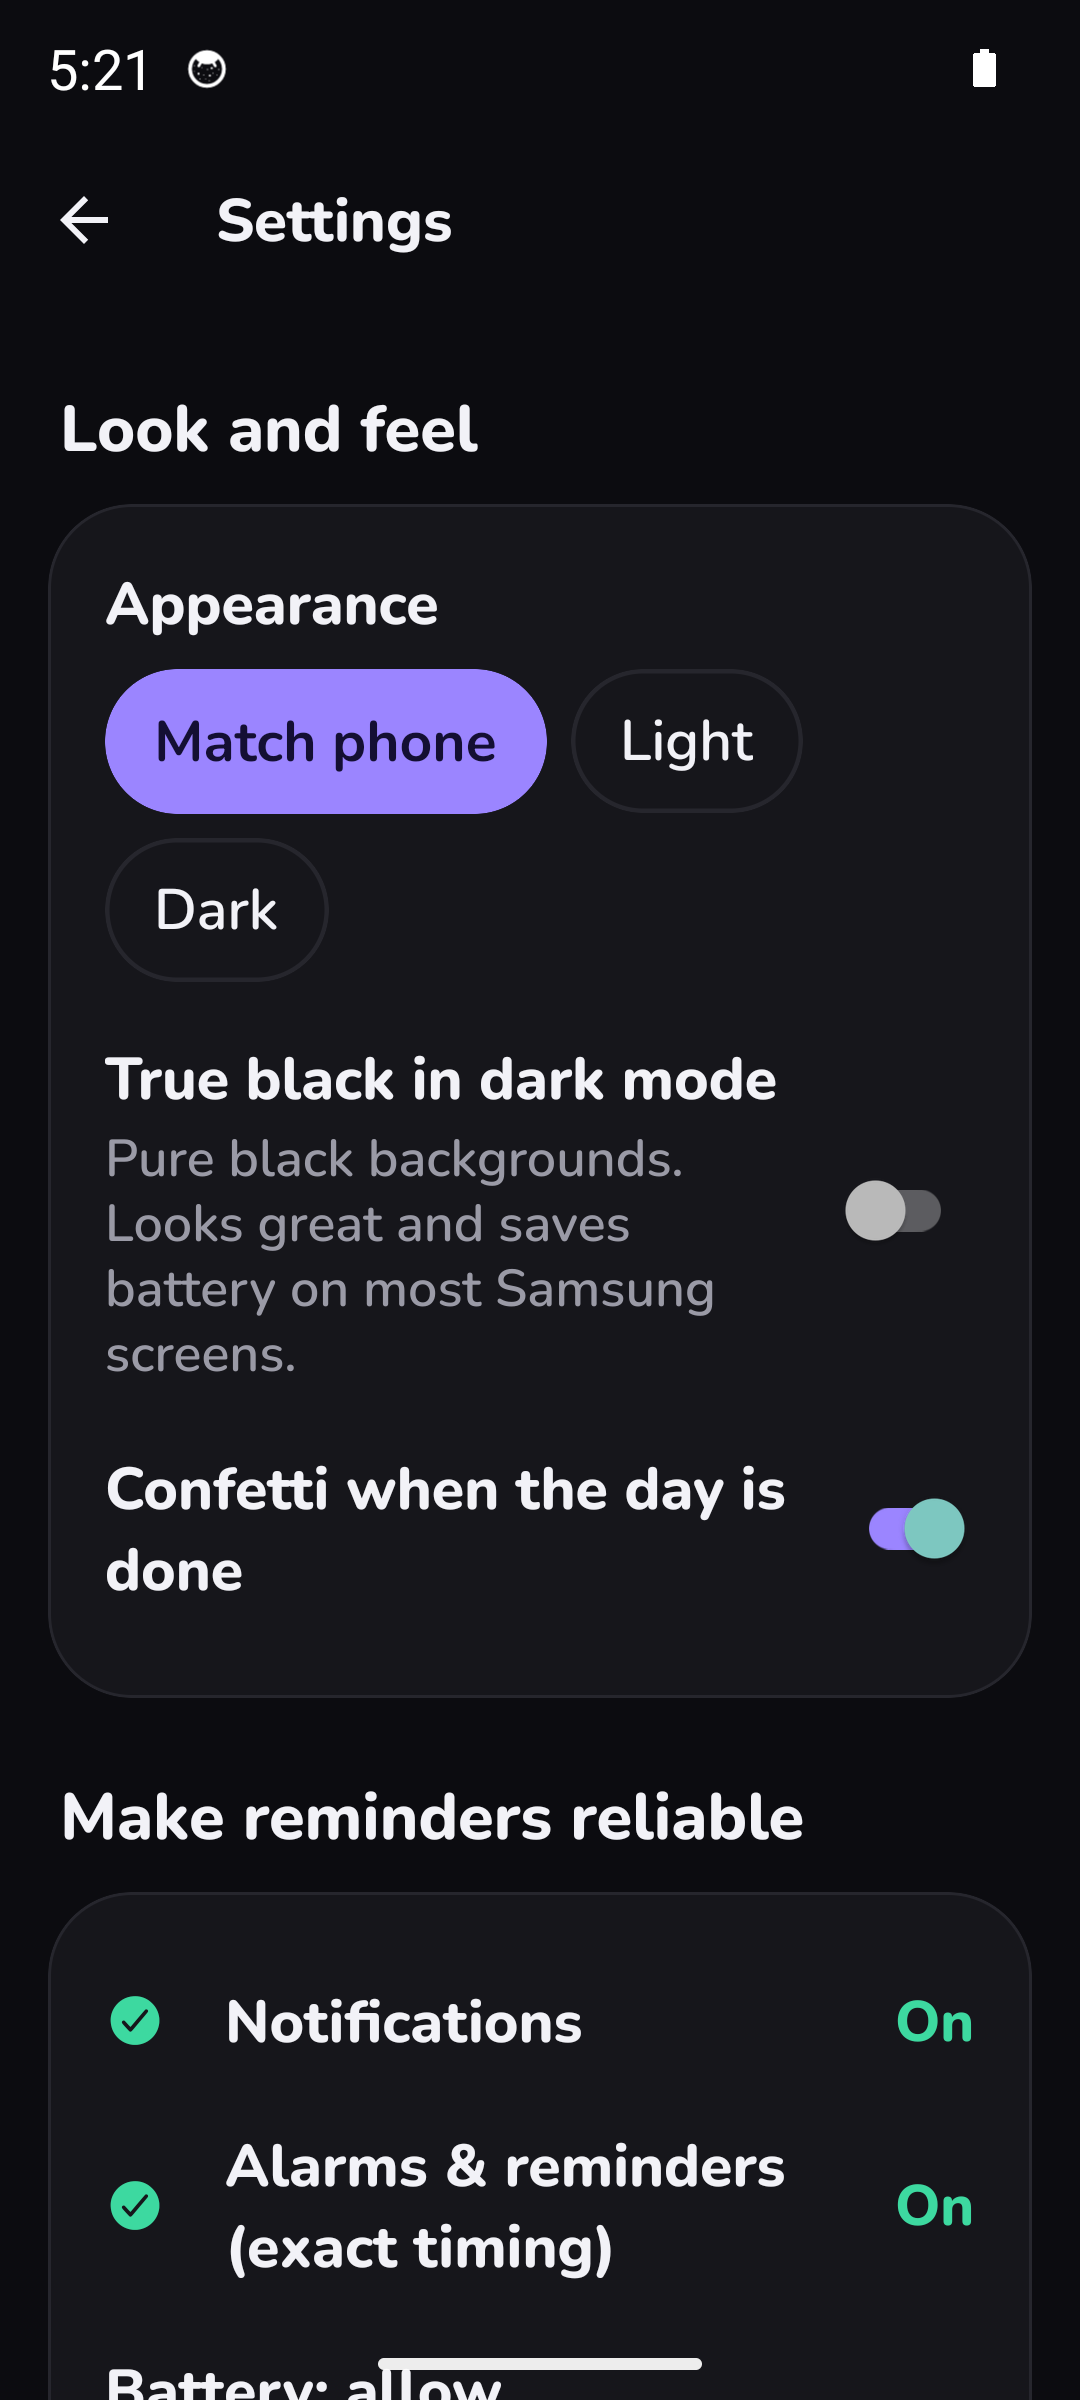 5:21
Settings
Look and feel
Appearance
Match phone
Light
Dark
True black in dark mode
Pure black backgrounds.
Looks great and saves
battery on most Samsung
screens.
Confetti when the day is
done
Make reminders reliable
Notifications
On
Alarms & reminders
(exact timing)
On
Battery: allow